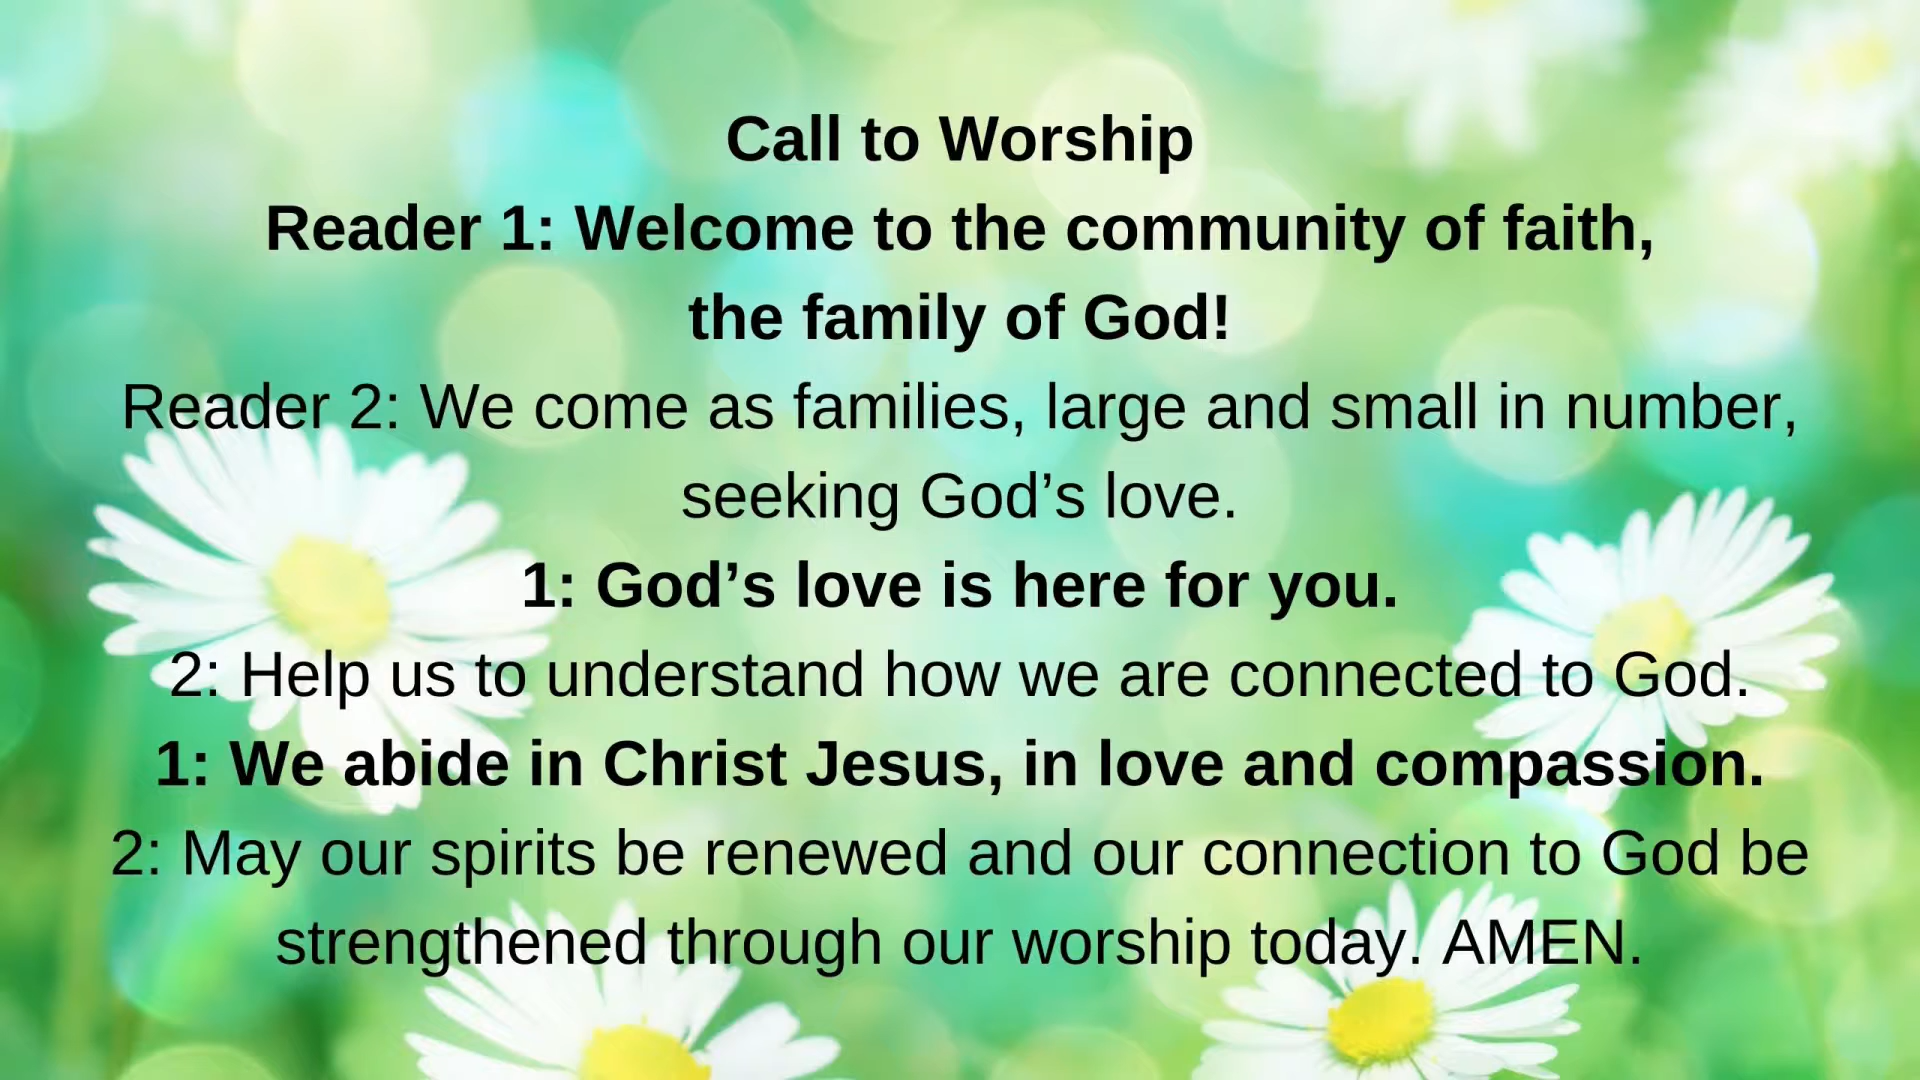 Call to Worship
Reader 1: Welcome to the community of faith,
the family of God!
Reader 2: We come as families, large and small in number,
seeking God’s love.
1: God’s love is here for you.
2: Help us to understand how we are connected to God.
1: We abide in Christ Jesus, in love and compassion.
2: May our spirits be renewed and our connection to God be
strengthened through our worship today. AMEN.